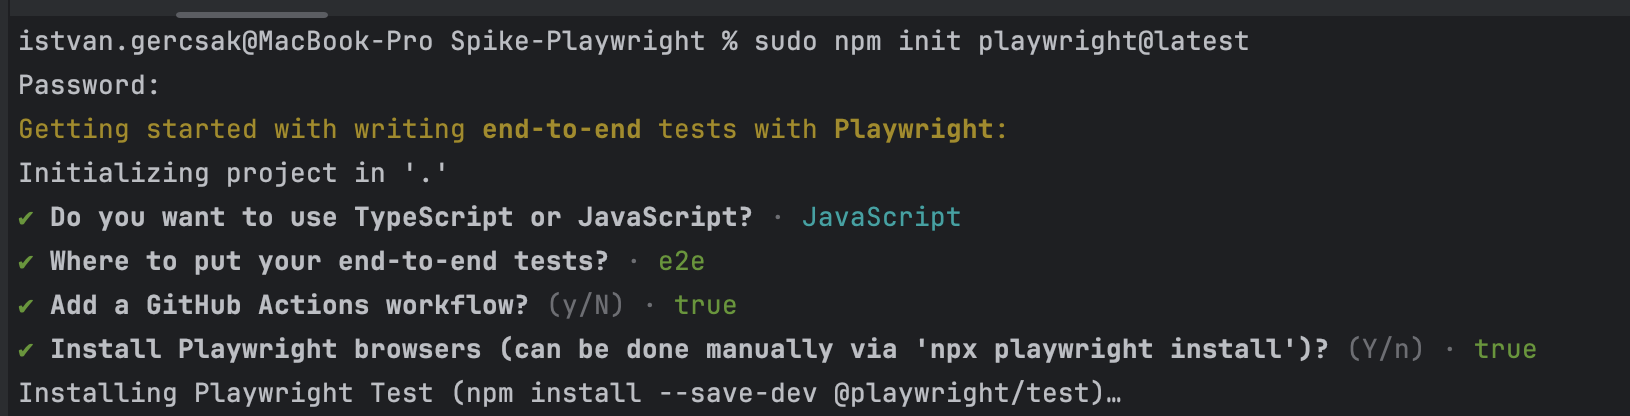 istvan.gercsak@MacBook-Pro Spike-Playwright % sudo npm init playwright@latest
Password:
Getting started with writing end-to-end tests with Playwright:
Initializing project in '.'
✔ Do you want to use TypeScript or JavaScript? · JavaScript
✔ Where to put your end-to-end tests? · e2e
✔ Add a GitHub Actions workflow? (y/N) · true
✔ Install Playwright browsers (can be done manually via 'npx playwright install')? (Y/n) · true
Installing Playwright Test (npm install --save-dev @playwright/test)…